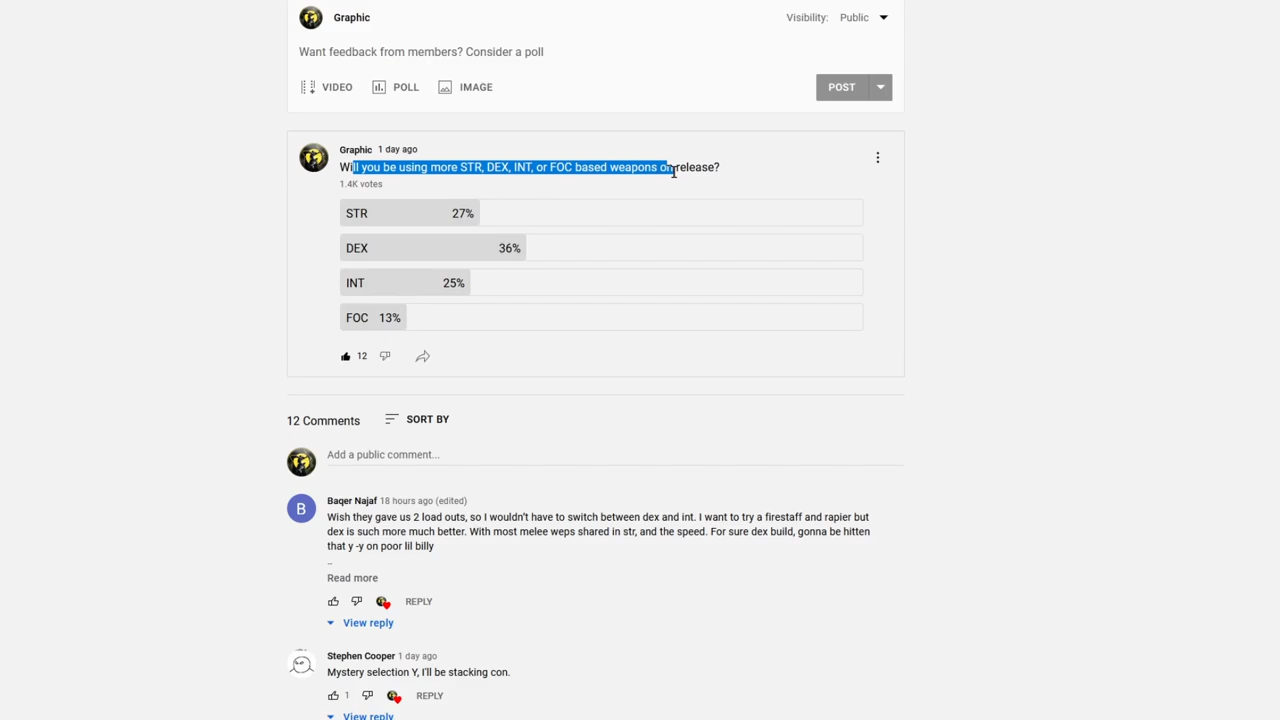 Graphic
Visibility: Public
Want feedback from members? Consider a poll
VIDEO POLL IMAGE
POST
Graphic 1 day ago
Will you be using more STR, DEX, INT, or FOC based weapons on release?
1.4K votes
STR 27%
DEX 36%
INT 25%
FOC 13%
12
12 Comments SORT BY
Add a public comment...
B
Baqer Najaf 18 hours ago (edited)
Wish they gave us 2 load outs, so I wouldn't have to switch between dex and int. I want to try a firestaff and rapier but
dex is such more much better. With most melee weps shared in str, and the speed. For sure dex build, gonna be hitten
that y -y on poor lil billy
..
Read more
REPLY
View reply
Stephen Cooper 1 day ago
Mystery selection Y, I'll be stacking con.
1 REPLY
View reply